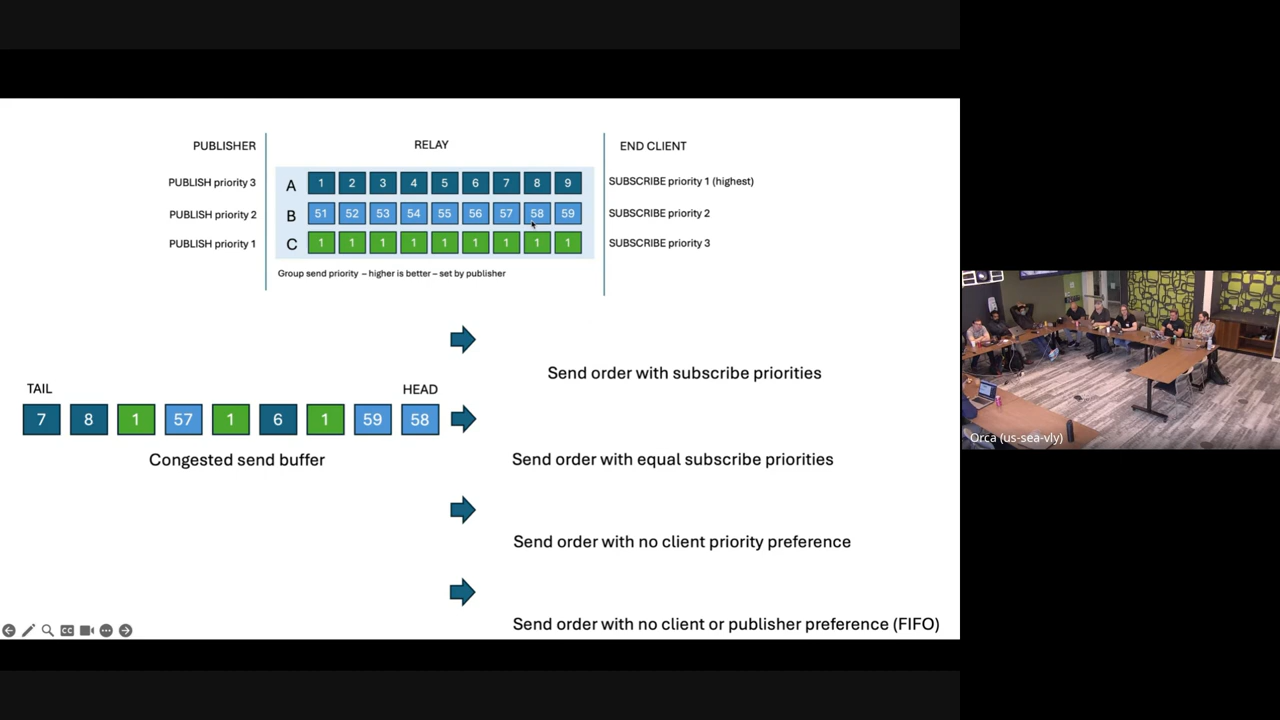 PUBLISHER
RELAY
END CLIENT
PUBLISH priority 3
A
1 2 3 4 5 6 7 8 9
SUBSCRIBE priority 1 (highest)
PUBLISH priority 2
B
51 52 53 54 55 56 57 58 59
SUBSCRIBE priority 2
PUBLISH priority 1
C
1 1 1 1 1 1 1 1 1
SUBSCRIBE priority 3
Group send priority – higher is better – set by publisher
Send order with subscribe priorities
TAIL
HEAD
7 8 1 57 1 6 1 59 58
Congested send buffer
Send order with equal subscribe priorities
Send order with no client priority preference
Send order with no client or publisher preference (FIFO)
CC
Orca (us-sea-vly)